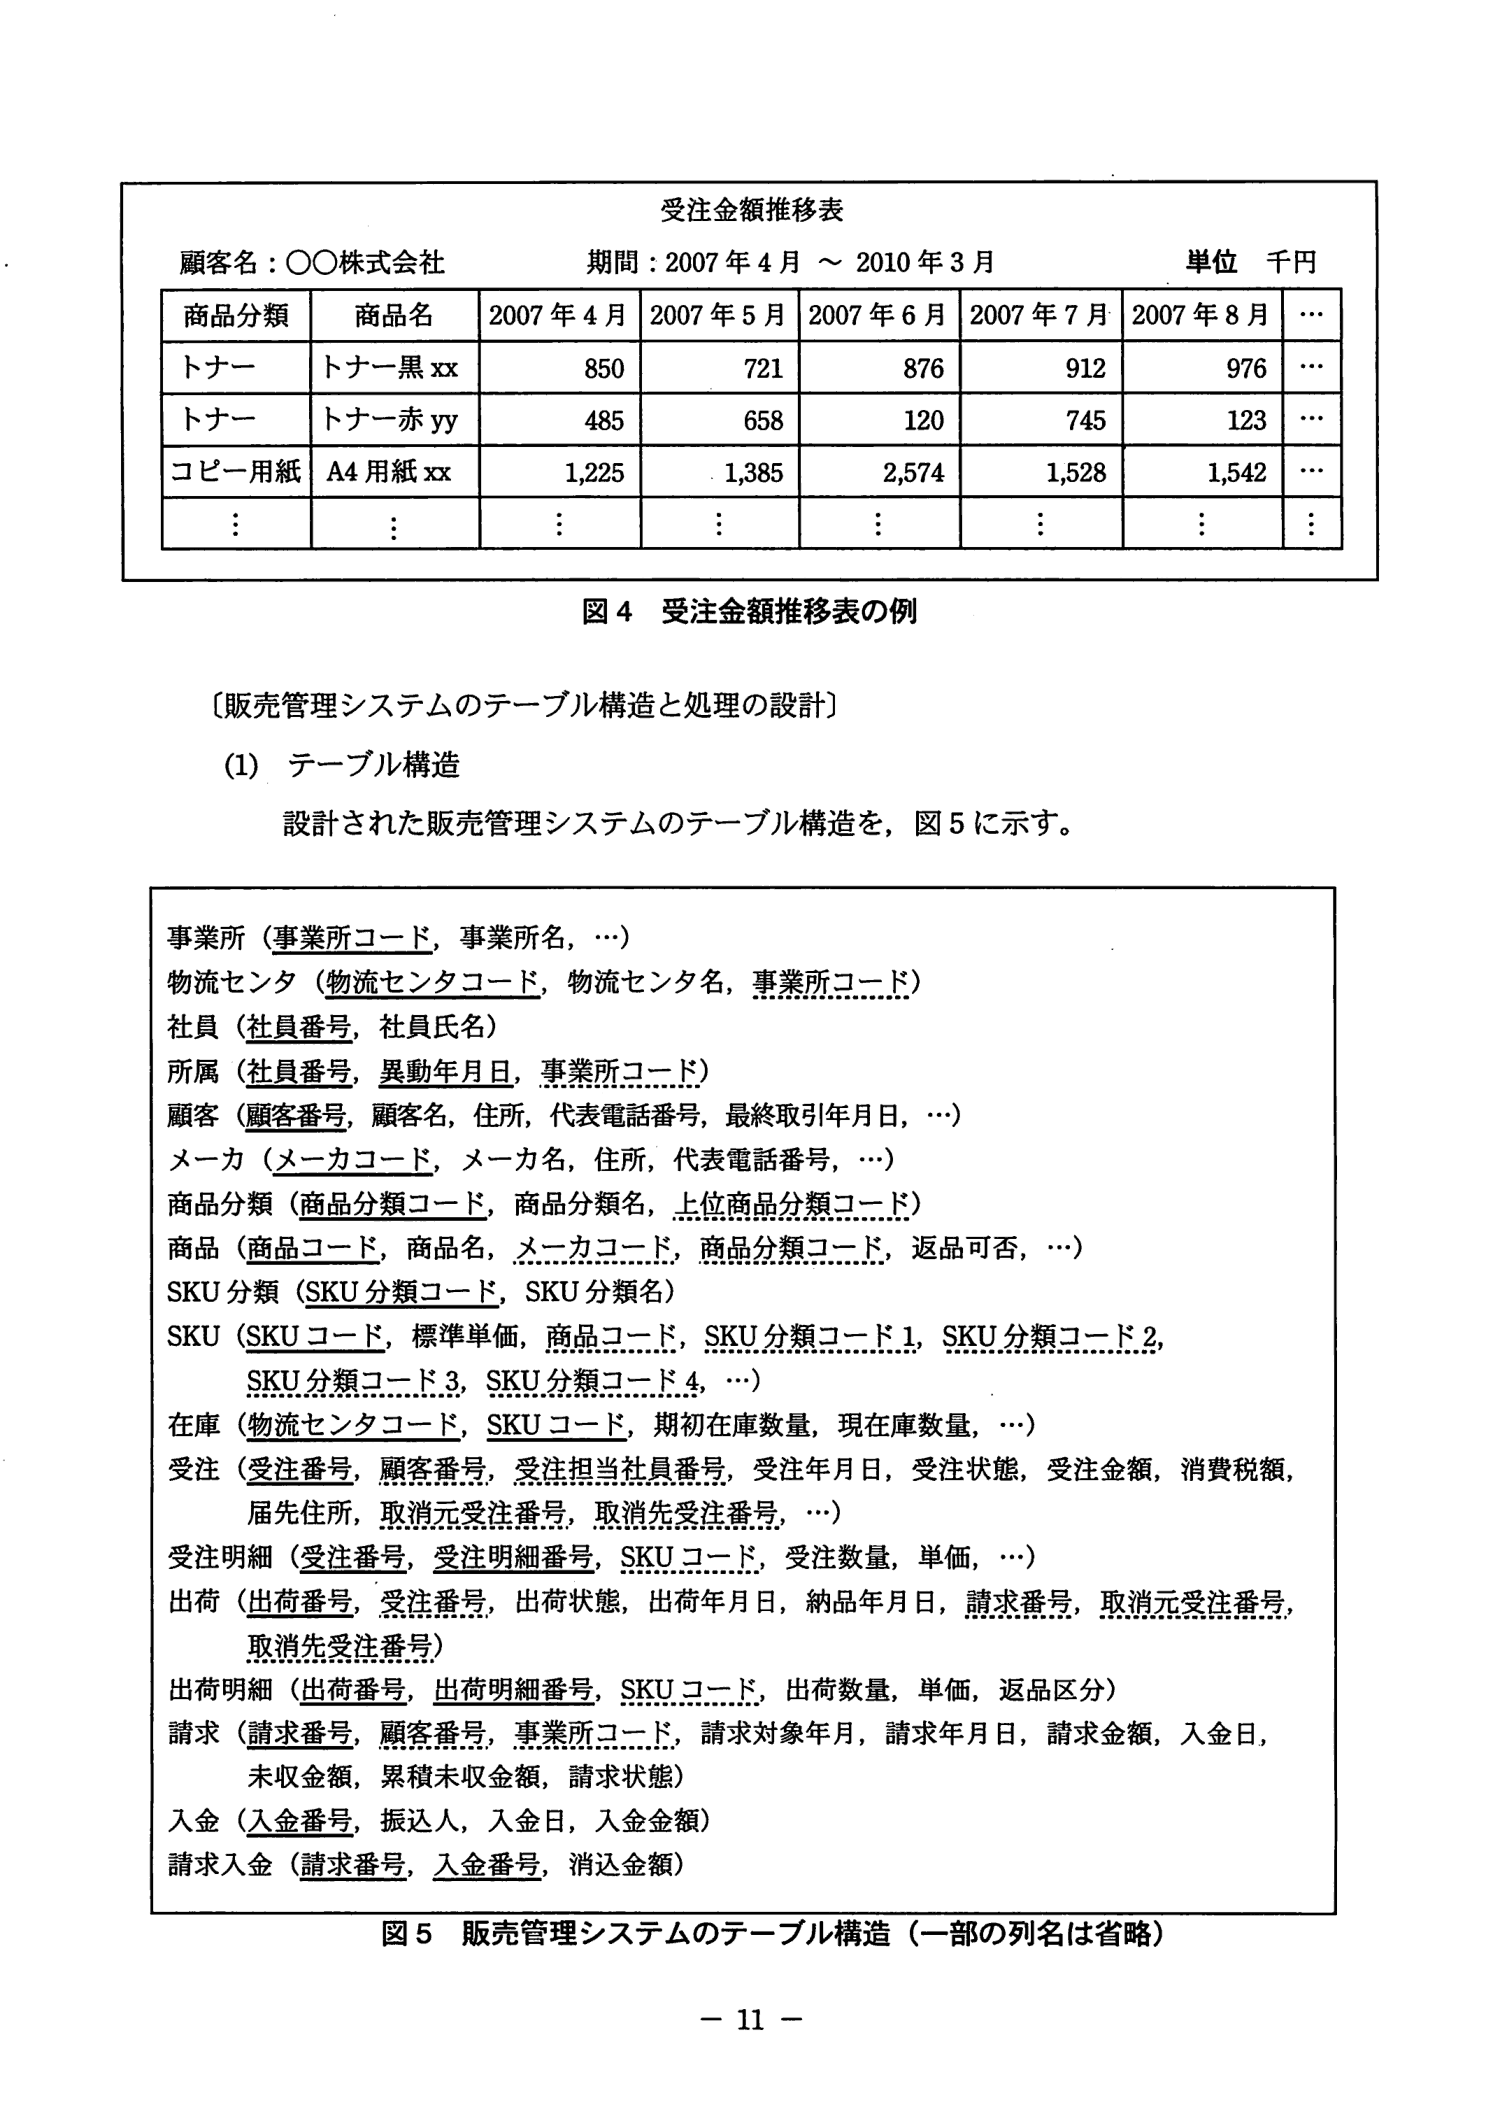 受注金額推移表
顧客名：〇〇株式会社　期間：2007年4月 ～ 2010年3月　単位　千円
商品分類　商品名　2007年4月　2007年5月　2007年6月　2007年7月　2007年8月　…
トナー　トナー黒xx　850　721　876　912　976　…
トナー　トナー赤yy　485　658　120　745　123　…
コピー用紙　A4用紙xx　1,225　1,385　2,574　1,528　1,542　…
⋮　⋮　⋮　⋮　⋮　⋮　⋮　⋮
図4　受注金額推移表の例
〔販売管理システムのテーブル構造と処理の設計〕
(1)　テーブル構造
設計された販売管理システムのテーブル構造を，図5に示す。
事業所（事業所コード，事業所名，…）
物流センタ（物流センタコード，物流センタ名，事業所コード）
社員（社員番号，社員氏名）
所属（社員番号，異動年月日，事業所コード）
顧客（顧客番号，顧客名，住所，代表電話番号，最終取引年月日，…）
メーカ（メーカコード，メーカ名，住所，代表電話番号，…）
商品分類（商品分類コード，商品分類名，上位商品分類コード）
商品（商品コード，商品名，メーカコード，商品分類コード，返品可否，…）
SKU分類（SKU分類コード，SKU分類名）
SKU（SKUコード，標準単価，商品コード，SKU分類コード1，SKU分類コード2，
SKU分類コード3，SKU分類コード4，…）
在庫（物流センタコード，SKUコード，期初在庫数量，現在庫数量，…）
受注（受注番号，顧客番号，受注担当社員番号，受注年月日，受注状態，受注金額，消費税額，
届先住所，取消元受注番号，取消先受注番号，…）
受注明細（受注番号，受注明細番号，SKUコード，受注数量，単価，…）
出荷（出荷番号，受注番号，出荷状態，出荷年月日，納品年月日，請求番号，取消元受注番号，
取消先受注番号）
出荷明細（出荷番号，出荷明細番号，SKUコード，出荷数量，単価，返品区分）
請求（請求番号，顧客番号，事業所コード，請求対象年月，請求年月日，請求金額，入金日，
未収金額，累積未収金額，請求状態）
入金（入金番号，振込人，入金日，入金金額）
請求入金（請求番号，入金番号，消込金額）
図5　販売管理システムのテーブル構造（一部の列名は省略）
－ 11 －